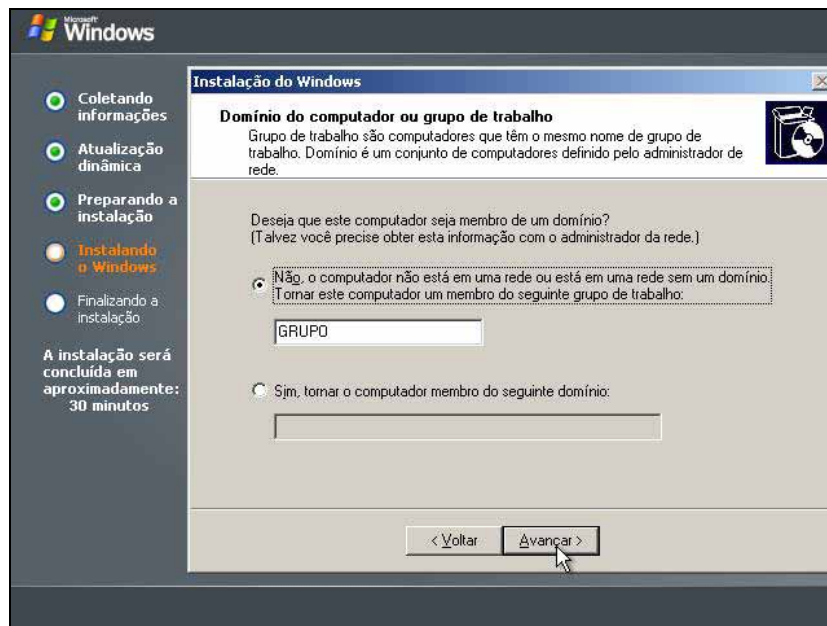 Microsoft
Windows
Coletando
informações
Atualização
dinâmica
Preparando a
instalação
Instalando
o Windows
Finalizando a
instalação
A instalação será
concluída em
aproximadamente:
30 minutos
Instalação do Windows
Domínio do computador ou grupo de trabalho
Grupo de trabalho são computadores que têm o mesmo nome de grupo de
trabalho. Domínio é um conjunto de computadores definido pelo administrador de
rede.
Deseja que este computador seja membro de um domínio?
(Talvez você precise obter esta informação com o administrador da rede.)
Não, o computador não está em uma rede ou está em uma rede sem um domínio.
Tornar este computador um membro do seguinte grupo de trabalho:
GRUPO
Sim, tornar o computador membro do seguinte domínio:
< Voltar
Avançar >